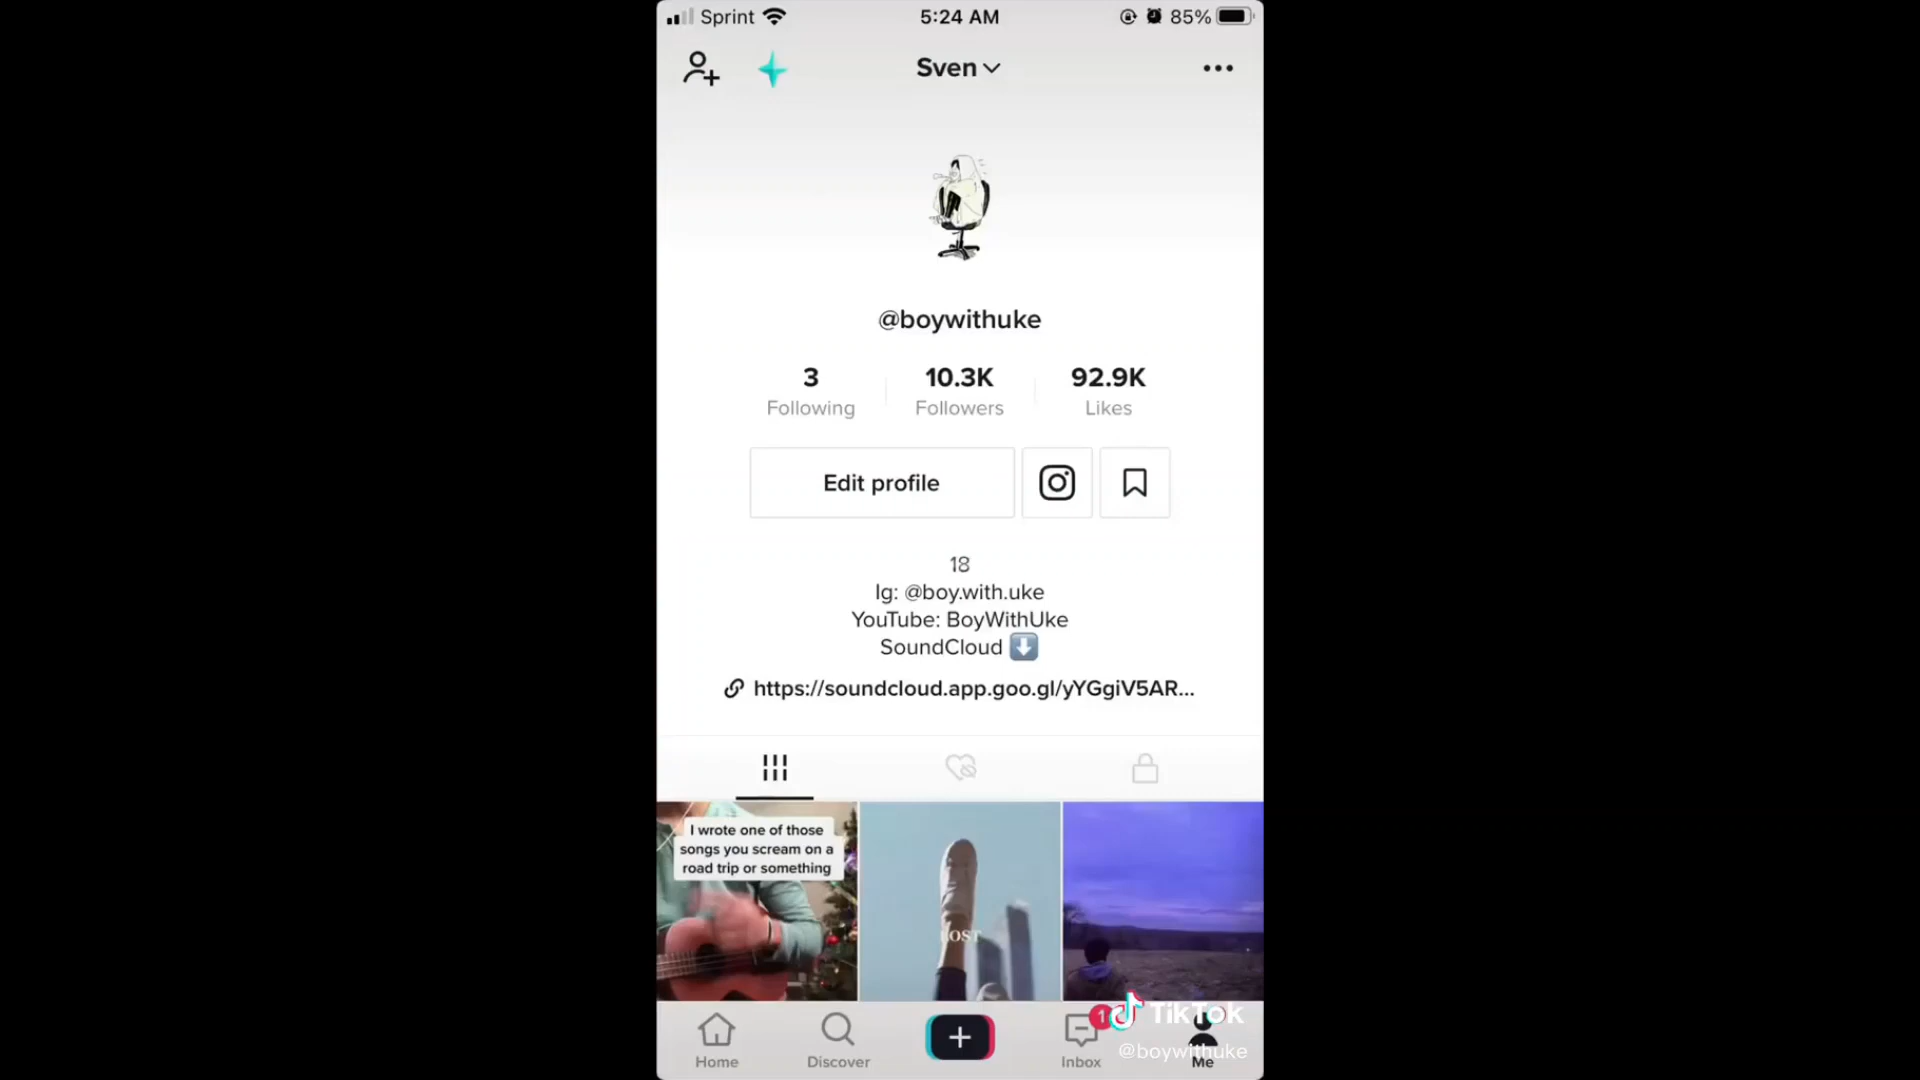 Sprint 5:24 AM 85%
Sven
@boywithuke
3 10.3K 92.9K
Following Followers Likes
Edit profile
18
Ig: @boy.with.uke
YouTube: BoyWithUke
SoundCloud ⬇️
https://soundcloud.app.goo.gl/yYGgiV5AR...
I wrote one of those
songs you scream on a
road trip or something
LOST
1 TikTok
@boywithuke
Home Discover Inbox Me